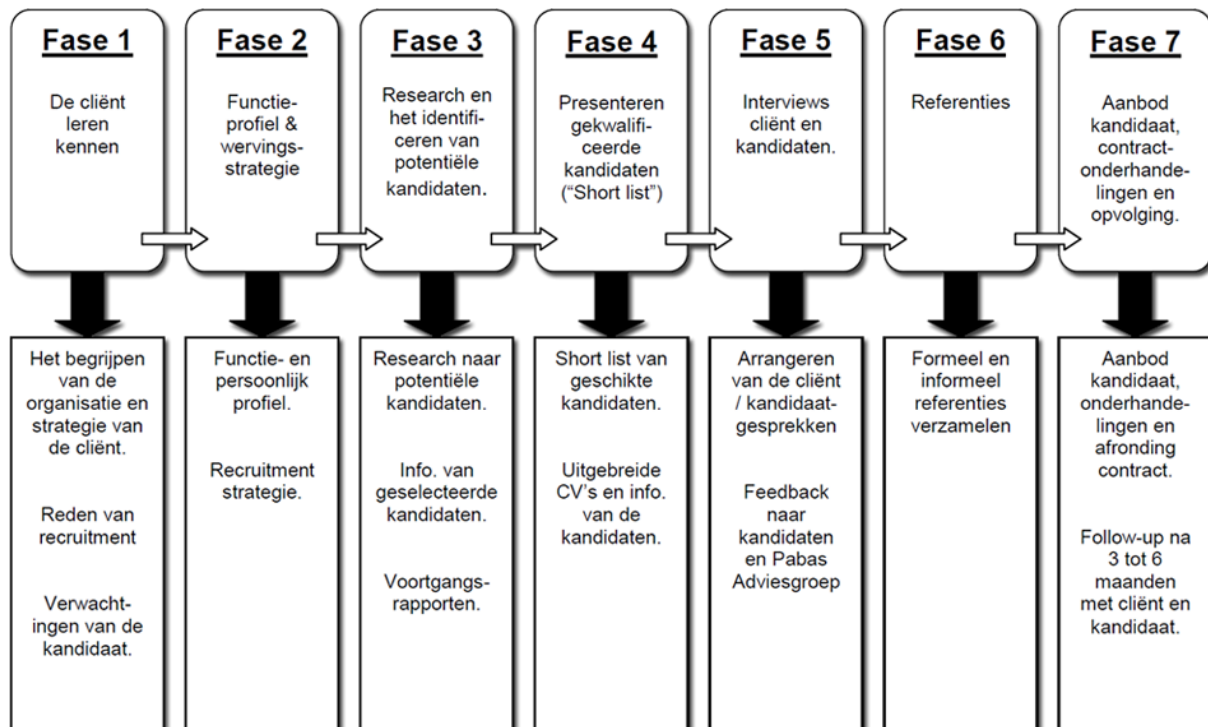 Fase 1
De cliënt
leren
kennen
Fase 2
Functie-
profiel &
wervings-
strategie
Fase 3
Research en
het identifi-
ceren van
potentiële
kandidaten.
Fase 4
Presenteren
gekwalifi-
ceerde
kandidaten
(“Short list”)
Fase 5
Interviews
cliënt en
kandidaten.
Fase 6
Referenties
Fase 7
Aanbod
kandidaat,
contract-
onderhande-
lingen en
opvolging.
Het begrijpen
van de
organisatie en
strategie van
de cliënt.
Reden van
recruitment
Verwacht-
ingen van de
kandidaat.
Functie- en
persoonlijk
profiel.
Recruitment
strategie.
Research naar
potentiële
kandidaten.
Info. van
geselecteerde
kandidaten.
Voortgangs-
rapporten.
Short list van
geschikte
kandidaten.
Uitgebreide
CV’s en info.
van de
kandidaten.
Arrangeren
van de cliënt
/ kandidaat-
gesprekken
Feedback
naar
kandidaten
en Pabas
Adviesgroep
Formeel en
informeel
referenties
verzamelen
Aanbod
kandidaat,
onderhande-
lingen en
afronding
contract.
Follow-up na
3 tot 6
maanden
met cliënt en
kandidaat.